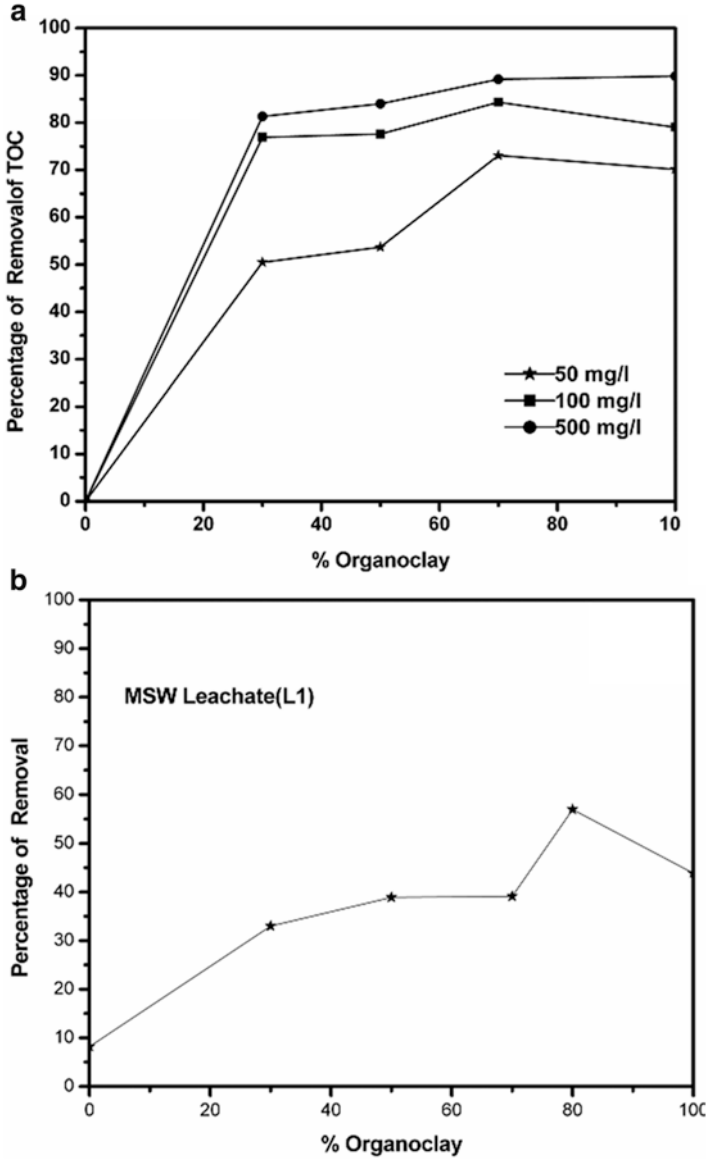 a
100
90
80
70
60
50
40
30
20
10
0
Percentage of Removalof TOC
50 mg/l
100 mg/l
500 mg/l
0 20 40 60 80 10
% Organoclay
b
100
90
80
70
60
50
40
30
20
10
0
Percentage of Removal
MSW Leachate(L1)
0 20 40 60 80 100
% Organoclay